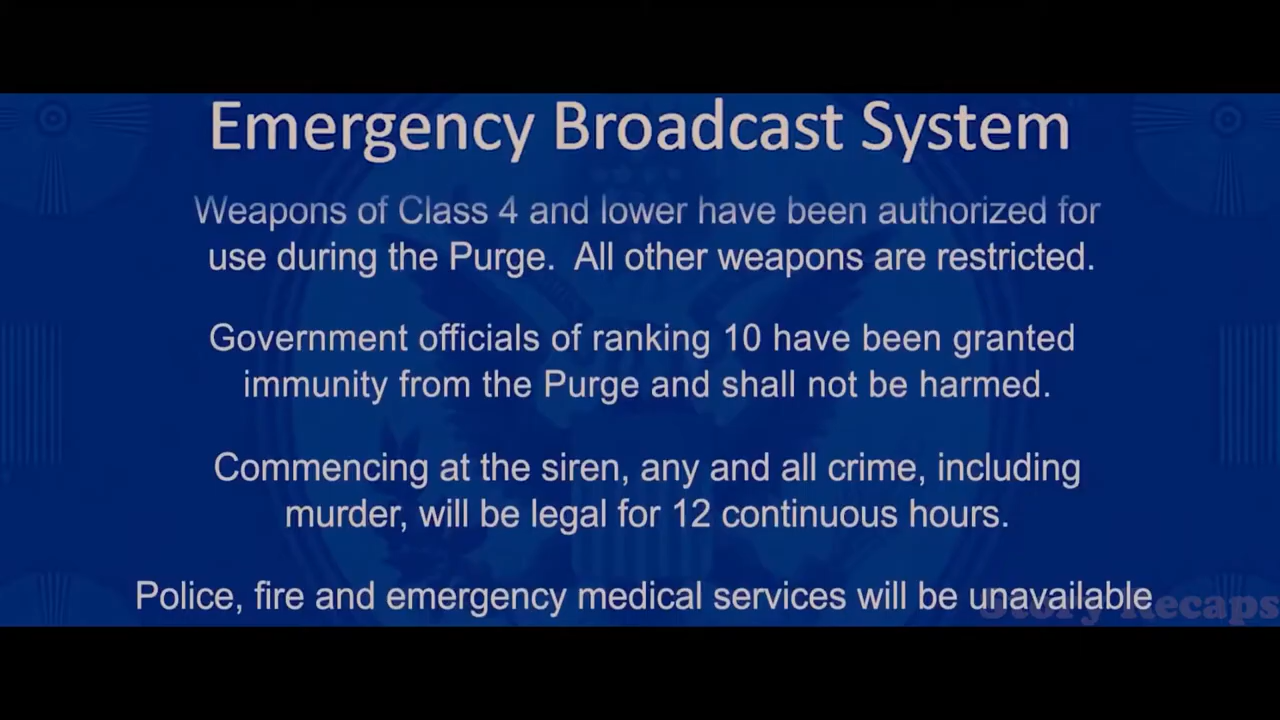 Emergency Broadcast System
Weapons of Class 4 and lower have been authorized for
use during the Purge. All other weapons are restricted.
Government officials of ranking 10 have been granted
immunity from the Purge and shall not be harmed.
Commencing at the siren, any and all crime, including
murder, will be legal for 12 continuous hours.
Police, fire and emergency medical services will be unavailable
Story Recaps